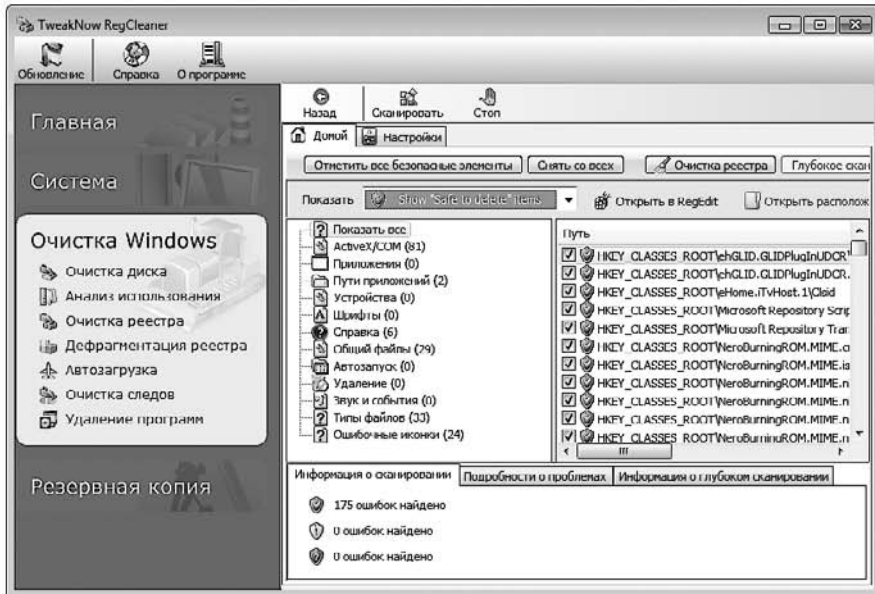 TweakNow RegCleaner
Обновление Справка О программе
Главная
Система
Очистка Windows
Очистка диска
Анализ использования
Очистка реестра
Дефрагментация реестра
Автозагрузка
Очистка следов
Удаление программ
Резервная копия
Назад Сканировать Стоп
Домой Настройки
Отметить все безопасные элементы Снять со всех Очистка реестра Глубокое скан
Показать Show "Safe to delete" items Открыть в RegEdit Открыть располож
Показать все
ActiveX/COM (81)
Приложения (0)
Пути приложений (2)
Устройства (0)
Шрифты (0)
Справка (6)
Общий файлы (29)
Автозапуск (0)
Удаление (0)
Звук и события (0)
Типы файлов (33)
Ошибочные иконки (24)
Путь
HKEY_CLASSES_ROOT\ehGLID.GLIDPlugInUDCR
HKEY_CLASSES_ROOT\ehGLID.GLIDPlugInUDCR.
HKEY_CLASSES_ROOT\eHome.iTvHost.1\Clsid
HKEY_CLASSES_ROOT\Microsoft Repository Scrip
HKEY_CLASSES_ROOT\Microsoft Repository Tran
HKEY_CLASSES_ROOT\NeroBurningROM.MIME.c
HKEY_CLASSES_ROOT\NeroBurningROM.MIME.is
HKEY_CLASSES_ROOT\NeroBurningROM.MIME.n
HKEY_CLASSES_ROOT\NeroBurningROM.MIME.n
HKEY_CLASSES_ROOT\NeroBurningROM.MIME.n
HKEY_CLASSES_ROOT\NeroBurningROM.MIME.n
Информация о сканировании Подробности о проблемах Информация о глубоком сканировании
175 ошибок найдено
0 ошибок найдено
0 ошибок найдено